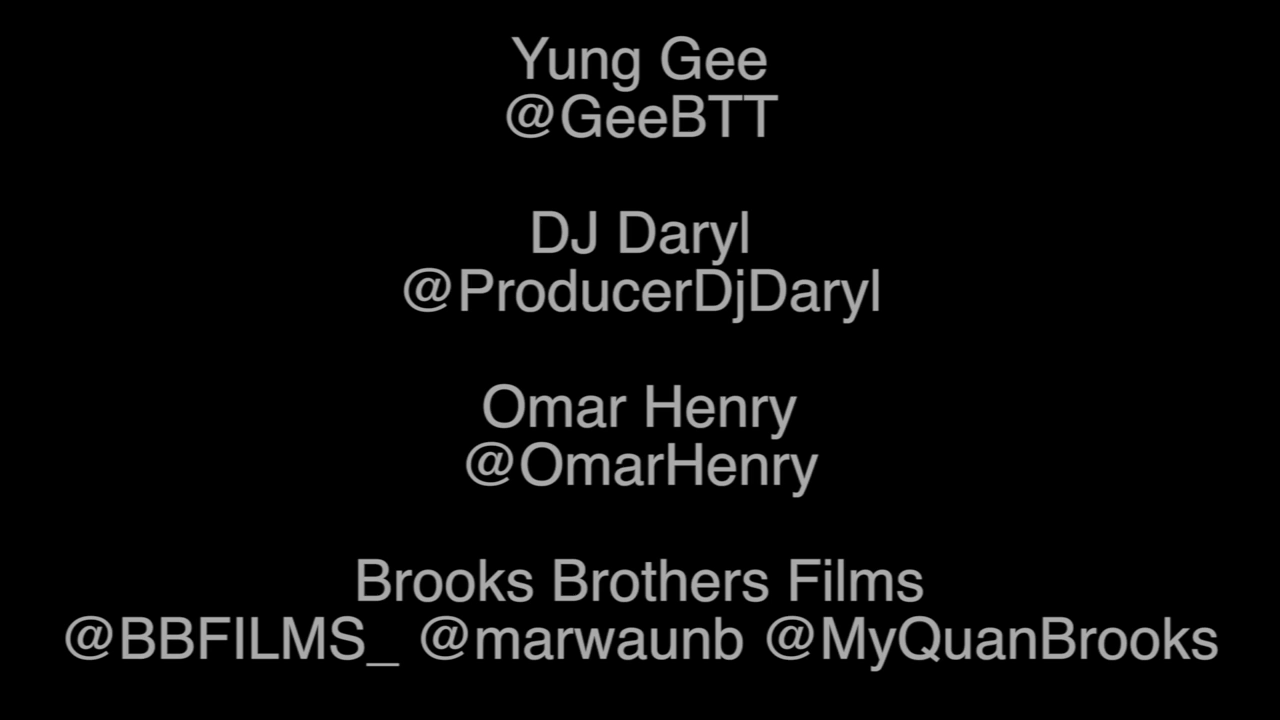 Yung Gee
@GeeBTT
DJ Daryl
@ProducerDjDaryl
Omar Henry
@OmarHenry
Brooks Brothers Films
@BBFILMS_ @marwaunb @MyQuanBrooks